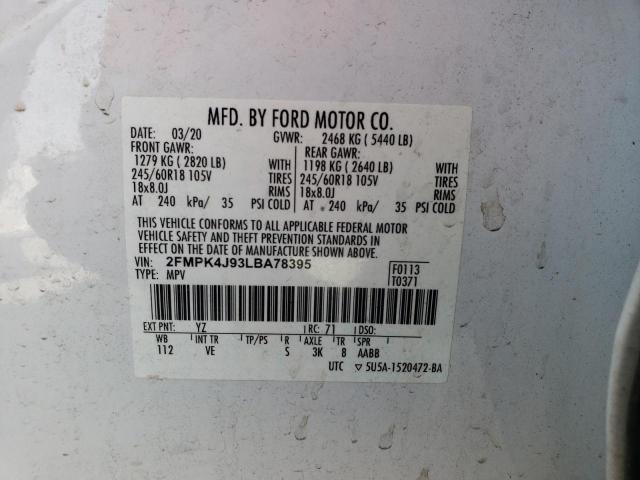 MFD. BY FORD MOTOR CO.
DATE: 03/20 GVWR: 2468 KG ( 5440 LB)
FRONT GAWR: REAR GAWR:
1279 KG ( 2820 LB) WITH 1198 KG ( 2640 LB) WITH
245/60R18 105V TIRES 245/60R18 105V TIRES
18x8.0J RIMS 18x8.0J RIMS
AT 240 kPa/ 35 PSI COLD AT 240 kPa/ 35 PSI COLD
THIS VEHICLE CONFORMS TO ALL APPLICABLE FEDERAL MOTOR
VEHICLE SAFETY AND THEFT PREVENTION STANDARDS IN
EFFECT ON THE DATE OF MANUFACTURE SHOWN ABOVE.
VIN: 2FMPK4J93LBA78395 F0113
TYPE: MPV T0371
EXT PNT: YZ RC: 71 DSO:
WB INT TR TP/PS R AXLE TR SPR
112 VE S 3K 8 AABB
UTC ▽ 5U5A-1520472-BA